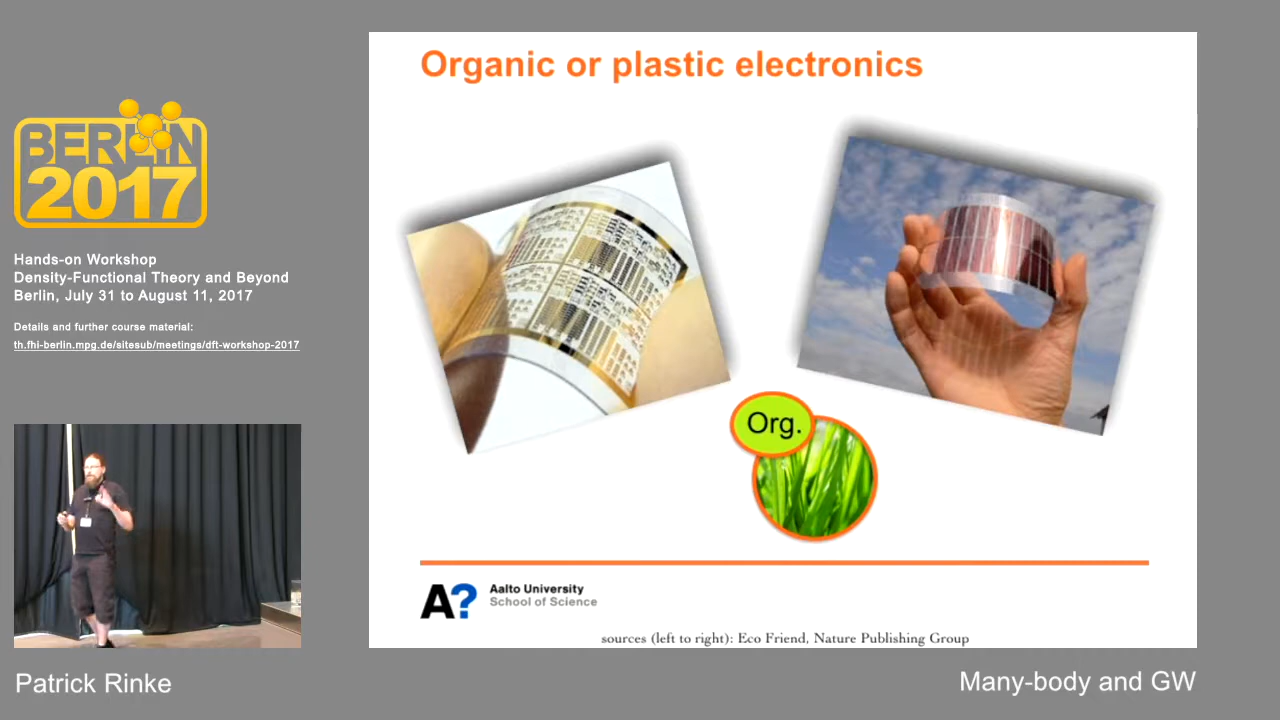 BERLIN
2017
Hands-on Workshop
Density-Functional Theory and Beyond
Berlin, July 31 to August 11, 2017
Details and further course material:
th.fhi-berlin.mpg.de/sitesub/meetings/dft-workshop-2017
Organic or plastic electronics
Org.
A?
Aalto University
School of Science
sources (left to right): Eco Friend, Nature Publishing Group
Patrick Rinke
Many-body and GW